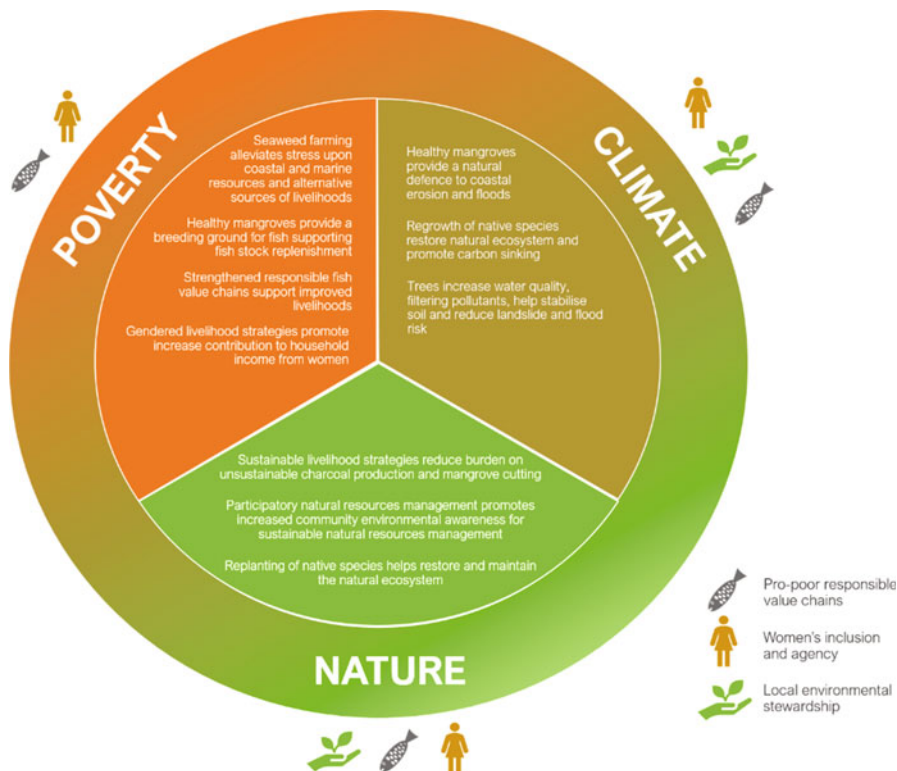 POVERTY
Seaweed farming
alleviates stress upon
coastal and marine
resources and alternative
sources of livelihoods
Healthy mangroves provide a
breeding ground for fish supporting
fish stock replenishment
Strengthened responsible fish
value chains support improved
livelihoods
Gendered livelihood strategies promote
increase contribution to household
income from women
CLIMATE
Healthy mangroves
provide a natural
defence to coastal
erosion and floods
Regrowth of native species
restore natural ecosystem and
promote carbon sinking
Trees increase water quality,
filtering pollutants, help stabilise
soil and reduce landslide and flood
risk
Sustainable livelihood strategies reduce burden on
unsustainable charcoal production and mangrove cutting
Participatory natural resources management promotes
increased community environmental awareness for
sustainable natural resources management
Replanting of native species helps restore and maintain
the natural ecosystem
NATURE
Pro-poor responsible
value chains
Women's inclusion
and agency
Local environmental
stewardship